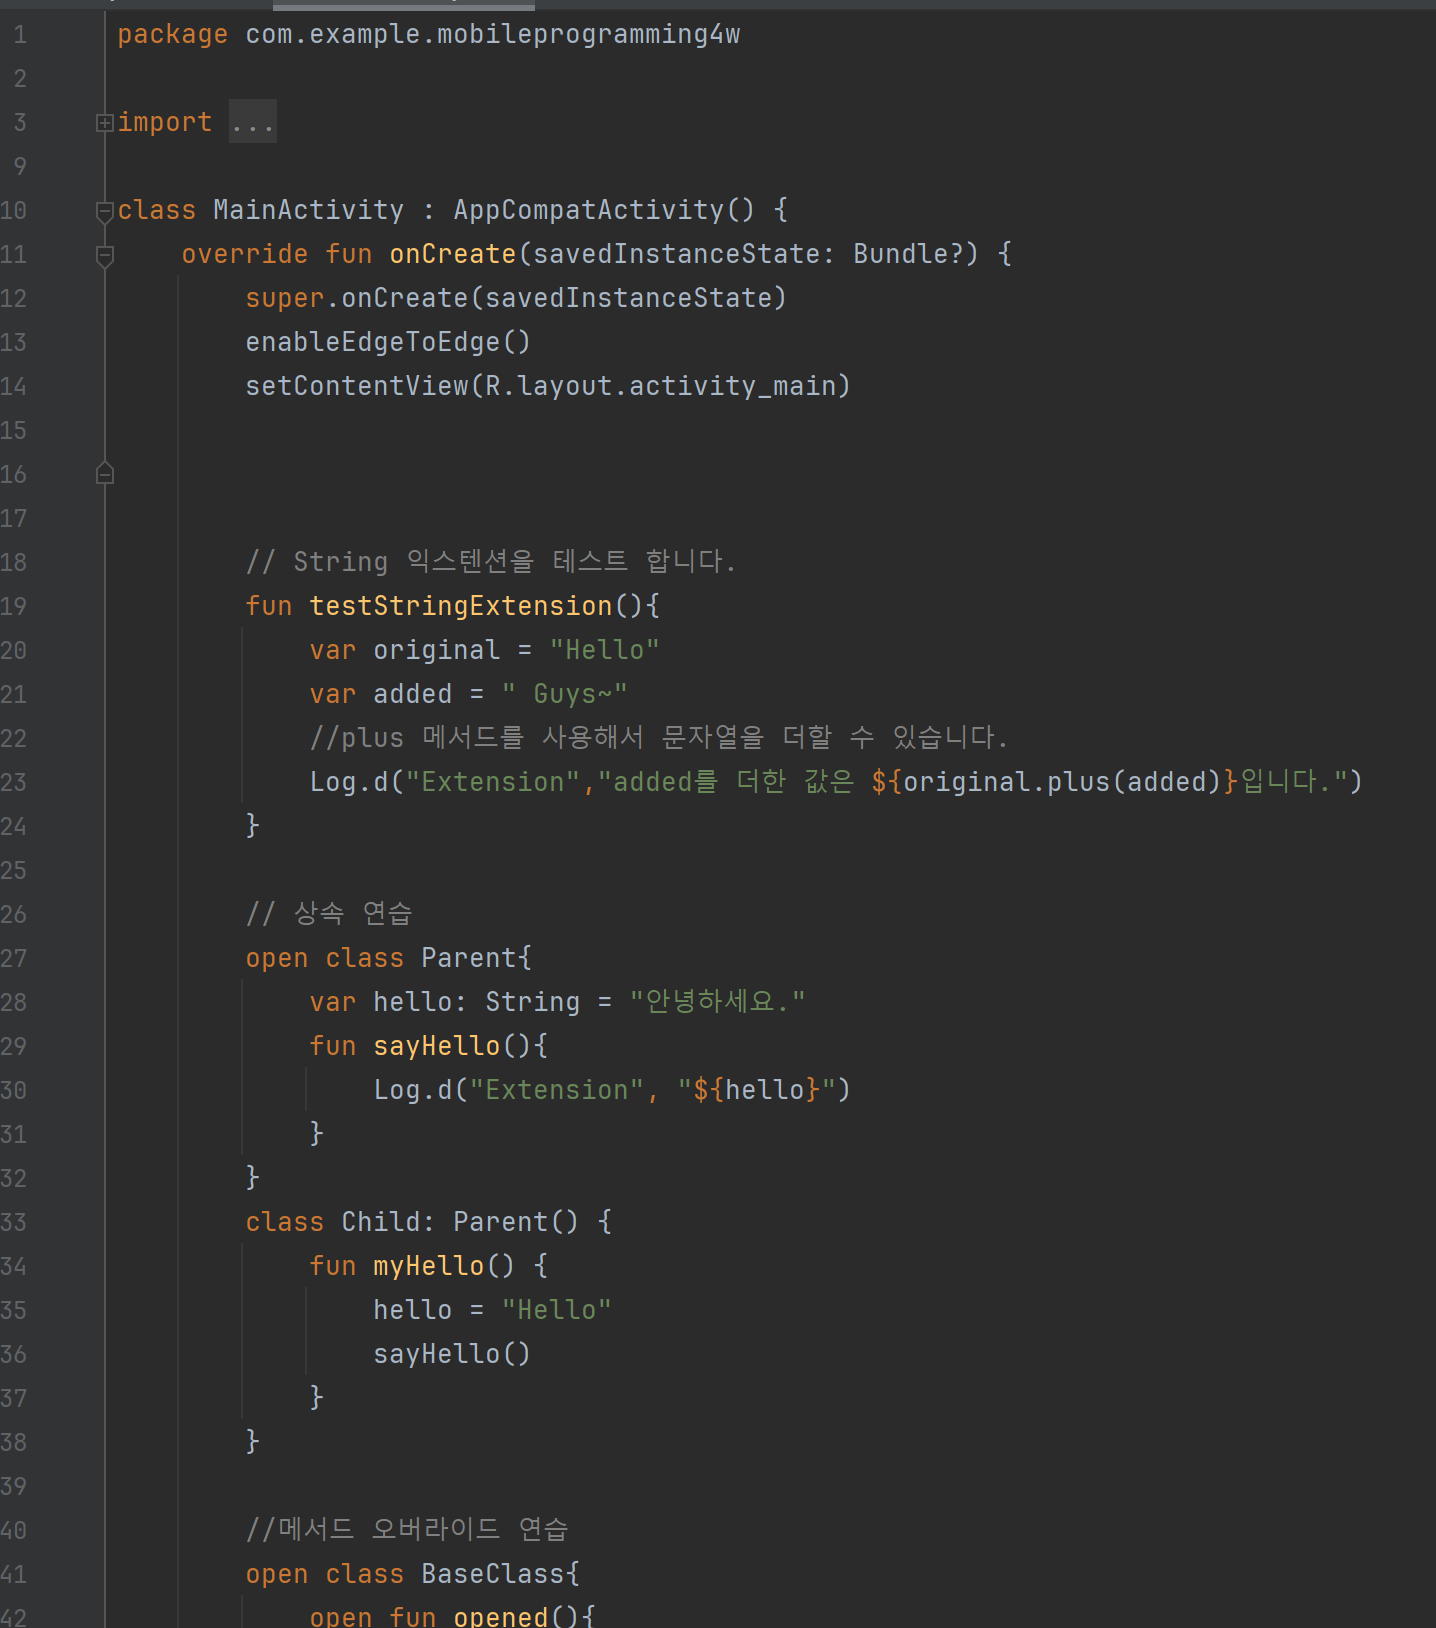 1 package com.example.mobileprogramming4w
2
3 import ...
9
10 class MainActivity : AppCompatActivity() {
11     override fun onCreate(savedInstanceState: Bundle?) {
12         super.onCreate(savedInstanceState)
13         enableEdgeToEdge()
14         setContentView(R.layout.activity_main)
15
16
17
18         // String 익스텐션을 테스트 합니다.
19         fun testStringExtension(){
20             var original = "Hello"
21             var added = " Guys~"
22             //plus 메서드를 사용해서 문자열을 더할 수 있습니다.
23             Log.d("Extension","added를 더한 값은 ${original.plus(added)}입니다.")
24         }
25
26         // 상속 연습
27         open class Parent{
28             var hello: String = "안녕하세요."
29             fun sayHello(){
30                 Log.d("Extension", "${hello}")
31             }
32         }
33         class Child: Parent() {
34             fun myHello() {
35                 hello = "Hello"
36                 sayHello()
37             }
38         }
39
40         //메서드 오버라이드 연습
41         open class BaseClass{
42             open fun opened(){